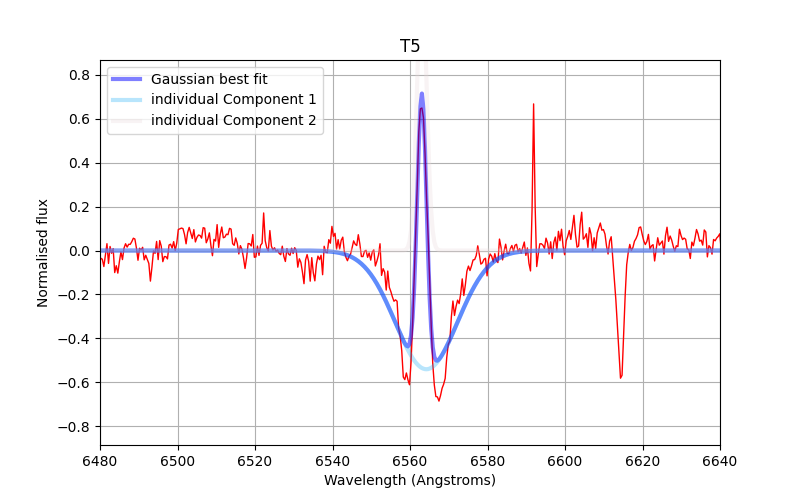 T5
Gaussian best fit
individual Component 1
individual Component 2
0.8
0.6
0.4
0.2
0.0
−0.2
−0.4
−0.6
−0.8
Normalised flux
6480 6500 6520 6540 6560 6580 6600 6620 6640
Wavelength (Angstroms)